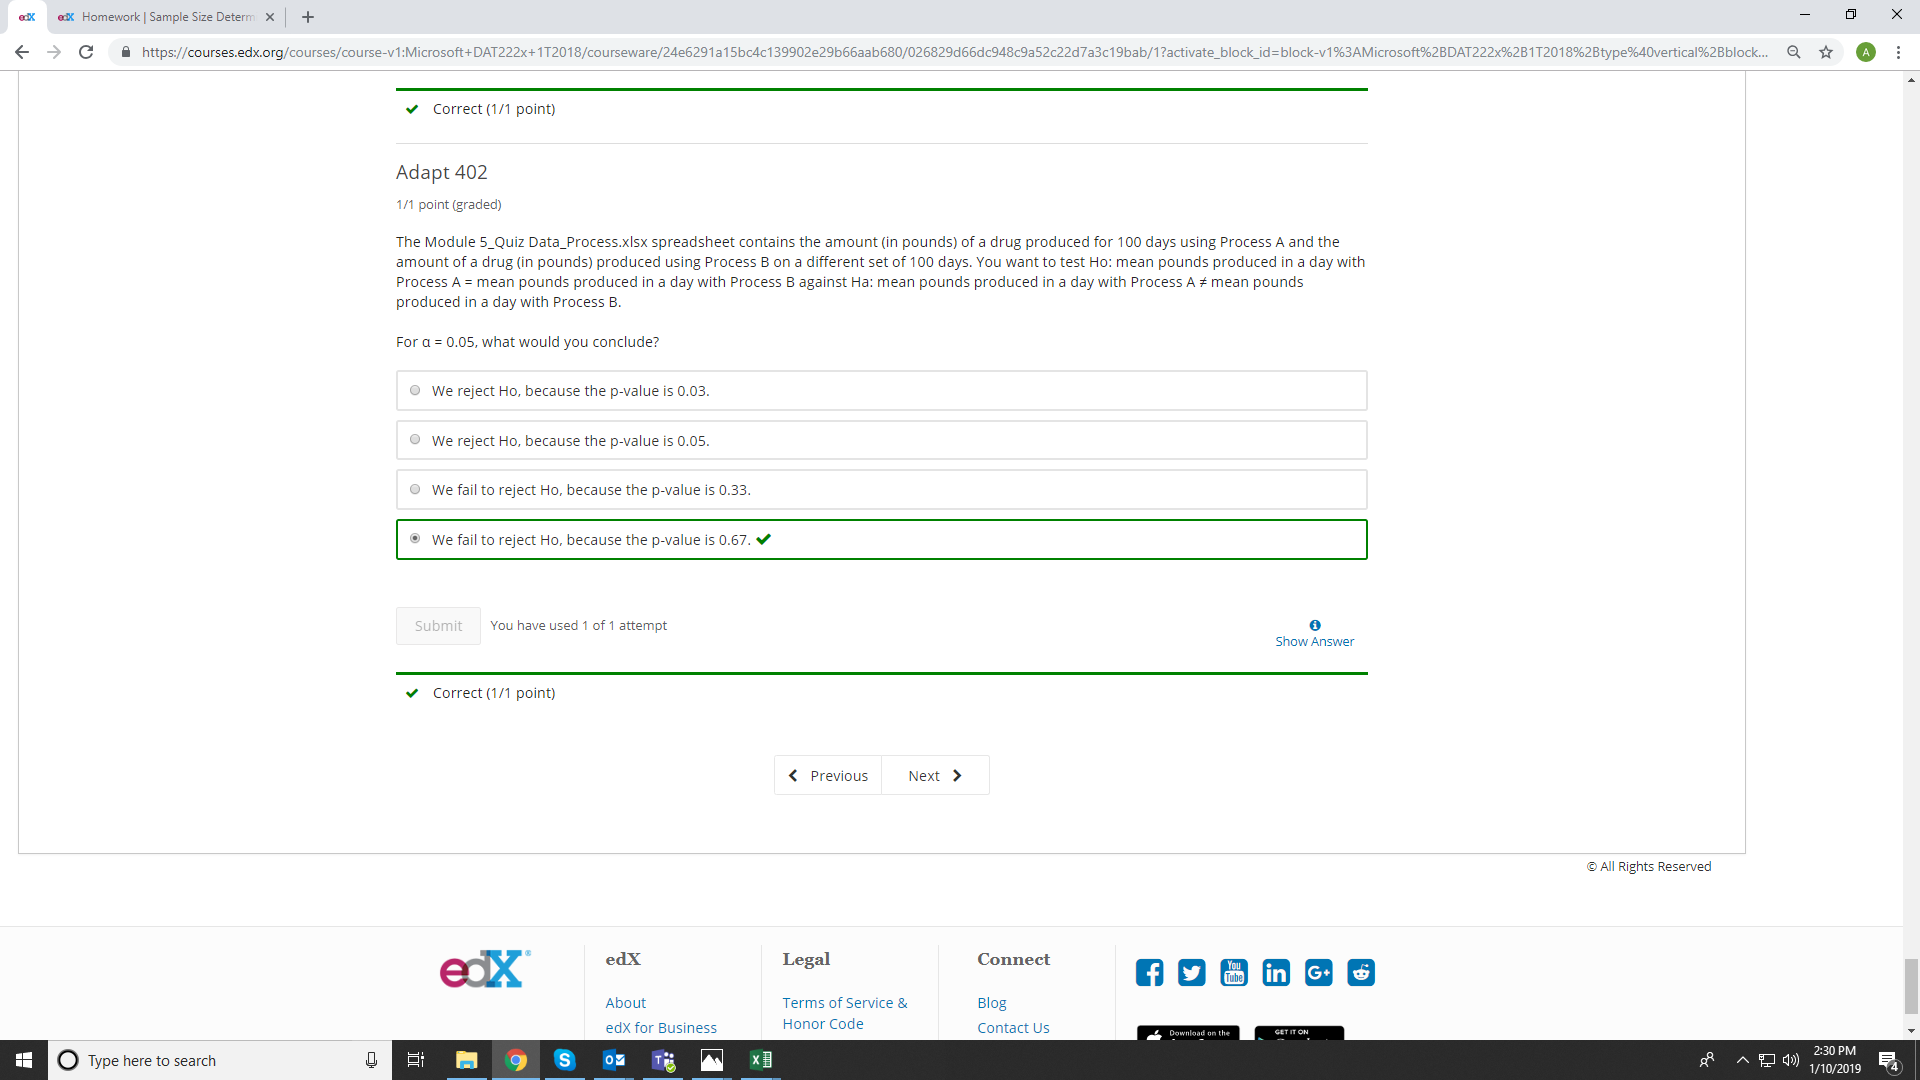 edX
edX Homework | Sample Size Determ
https://courses.edx.org/courses/course-v1:Microsoft+DAT222x+1T2018/courseware/24e6291a15bc4c139902e29b66aab680/026829d66dc948c9a52c22d7a3c19bab/1?activate_block_id=block-v1%3AMicrosoft%2BDAT222x%2B1T2018%2Btype%40vertical%2Bblock...
A
Correct (1/1 point)
Adapt 402
1/1 point (graded)
The Module 5_Quiz Data_Process.xlsx spreadsheet contains the amount (in pounds) of a drug produced for 100 days using Process A and the
amount of a drug (in pounds) produced using Process B on a different set of 100 days. You want to test Ho: mean pounds produced in a day with
Process A = mean pounds produced in a day with Process B against Ha: mean pounds produced in a day with Process A ≠ mean pounds
produced in a day with Process B.
For α = 0.05, what would you conclude?
We reject Ho, because the p-value is 0.03.
We reject Ho, because the p-value is 0.05.
We fail to reject Ho, because the p-value is 0.33.
We fail to reject Ho, because the p-value is 0.67.
Submit
You have used 1 of 1 attempt
Show Answer
Correct (1/1 point)
Previous
Next
© All Rights Reserved
edX
edX
About
edX for Business
Legal
Terms of Service &
Honor Code
Connect
Blog
Contact Us
You
Tube
in
G+
Download on the
GET IT ON
Type here to search
2:30 PM
1/10/2019
4